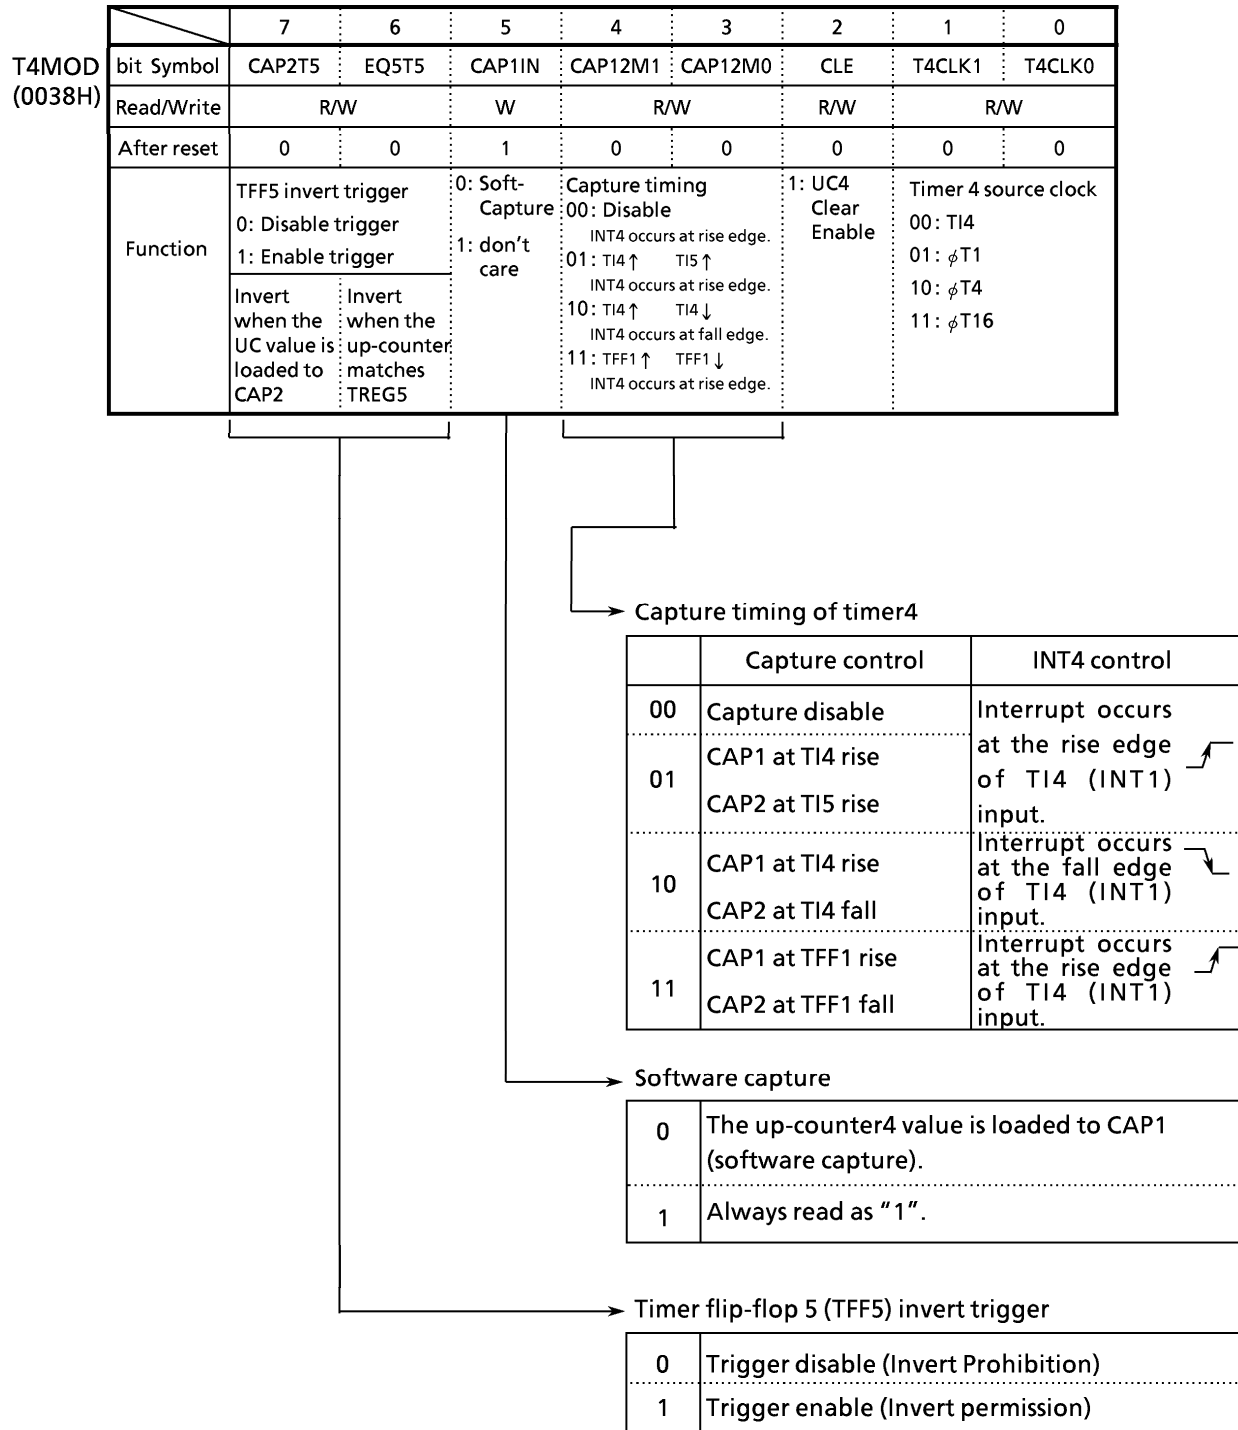 7 6 5 4 3 2 1 0
T4MOD
(0038H)
bit Symbol CAP2T5 EQ5T5 CAP1IN CAP12M1 CAP12M0 CLE T4CLK1 T4CLK0
Read/Write R/W W R/W R/W R/W
After reset 0 0 1 0 0 0 0 0
Function
TFF5 invert trigger
0: Disable trigger
1: Enable trigger
Invert
when the
UC value is
loaded to
CAP2
Invert
when the
up-counter
matches
TREG5
0: Soft-
Capture
1: don't
care
Capture timing
00: Disable
INT4 occurs at rise edge.
01: TI4↑ TI5↑
INT4 occurs at rise edge.
10: TI4↑ TI4↓
INT4 occurs at fall edge.
11: TFF1↑ TFF1↓
INT4 occurs at rise edge.
1: UC4
Clear
Enable
Timer 4 source clock
00: TI4
01: ϕT1
10: ϕT4
11: ϕT16
Capture timing of timer4
Capture control INT4 control
00 Capture disable
01 CAP1 at TI4 rise
CAP2 at TI5 rise
Interrupt occurs
at the rise edge
of TI4 (INT1)
input.
10 CAP1 at TI4 rise
CAP2 at TI4 fall
Interrupt occurs
at the fall edge
of TI4 (INT1)
input.
11 CAP1 at TFF1 rise
CAP2 at TFF1 fall
Interrupt occurs
at the rise edge
of TI4 (INT1)
input.
Software capture
0 The up-counter4 value is loaded to CAP1
(software capture).
1 Always read as "1".
Timer flip-flop 5 (TFF5) invert trigger
0 Trigger disable (Invert Prohibition)
1 Trigger enable (Invert permission)